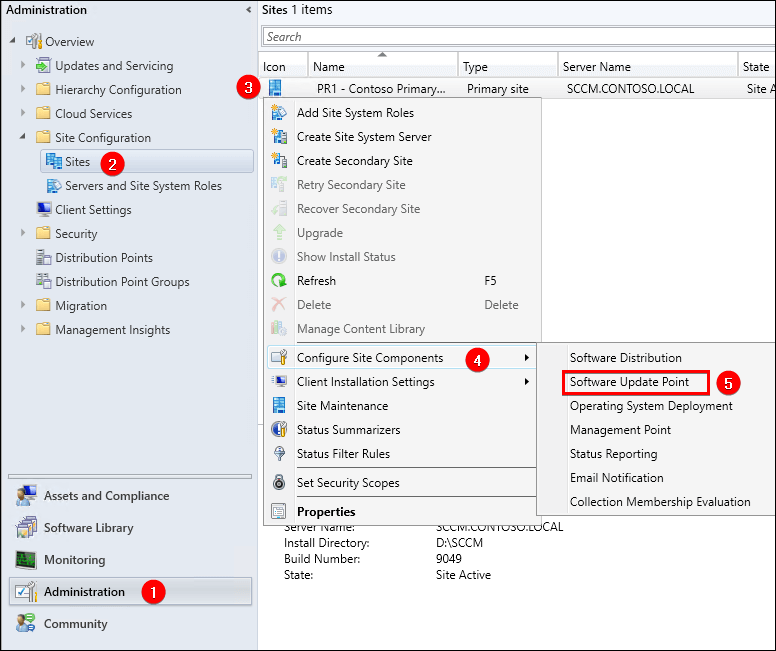 Administration
Overview
Updates and Servicing
Hierarchy Configuration
Cloud Services
Site Configuration
Sites 2
Servers and Site System Roles
Client Settings
Security
Distribution Points
Distribution Point Groups
Migration
Management Insights
Assets and Compliance
Software Library
Monitoring
Administration 1
Community
Sites 1 items
Search
Icon Name Type Server Name State
3 PR1 - Contoso Primary... Primary site SCCM.CONTOSO.LOCAL Site A
Add Site System Roles
Create Site System Server
Create Secondary Site
Retry Secondary Site
Recover Secondary Site
Upgrade
Show Install Status
Refresh F5
Delete Delete
Manage Content Library
Configure Site Components 4
Client Installation Settings
Site Maintenance
Status Summarizers
Status Filter Rules
Set Security Scopes
Properties
Software Distribution
Software Update Point 5
Operating System Deployment
Management Point
Status Reporting
Email Notification
Collection Membership Evaluation
Server Name: SCCM.CONTOSO.LOCAL
Install Directory: D:\SCCM
Build Number: 9049
State: Site Active